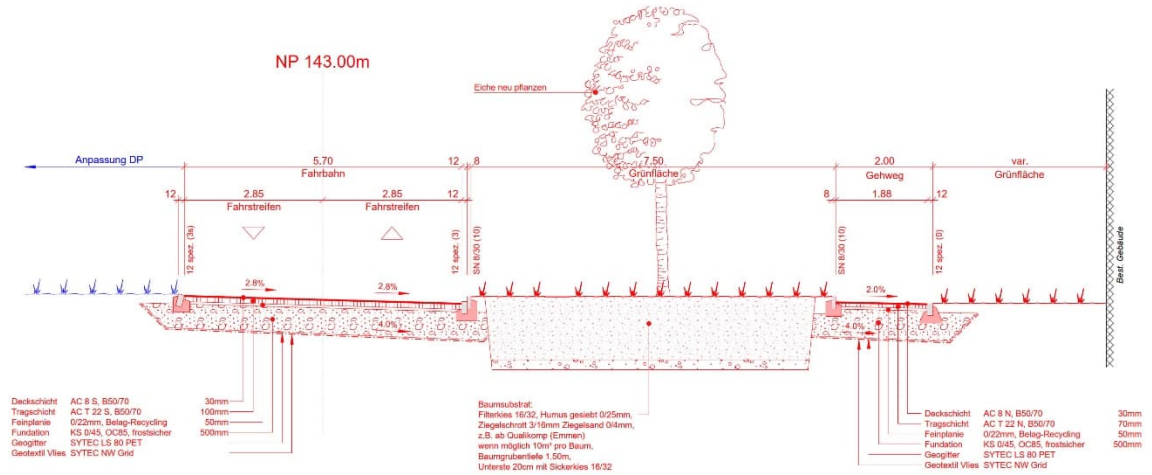 NP 143.00m
Eiche neu pflanzen
Anpassung DP
5.70
12
8
7.50
2.00
var.
Fahrbahn
Grünfläche
Gehweg
Grünfläche
12
2.85
2.85
12
8
1.88
12
Fahrstreifen
Fahrstreifen
12 spez. (3s)
12 spez. (3)
SN 8/30 (10)
SN 8/30 (10)
12 spez. (0)
Best. Gebäude
2.8%
2.8%
2.0%
4.0%
4.0%
Deckschicht AC 8 S, B50/70 30mm
Tragschicht AC T 22 S, B50/70 100mm
Feinplanie 0/22mm, Belag-Recycling 50mm
Fundation KS 0/45, OC85, frostsicher 500mm
Geogitter SYTEC LS 80 PET
Geotextil Vlies SYTEC NW Grid
Baumsubstrat:
Filterkies 16/32, Humus gesiebt 0/25mm,
Ziegelschrott 3/16mm Ziegelsand 0/4mm,
z.B. ab Qualikomp (Emmen)
wenn möglich 10m³ pro Baum,
Baumgrubentiefe 1.50m,
Unterste 20cm mit Sickerkies 16/32
Deckschicht AC 8 N, B50/70 30mm
Tragschicht AC T 22 N, B50/70 70mm
Feinplanie 0/22mm, Belag-Recycling 50mm
Fundation KS 0/45, OC85, frostsicher 500mm
Geogitter SYTEC LS 80 PET
Geotextil Vlies SYTEC NW Grid